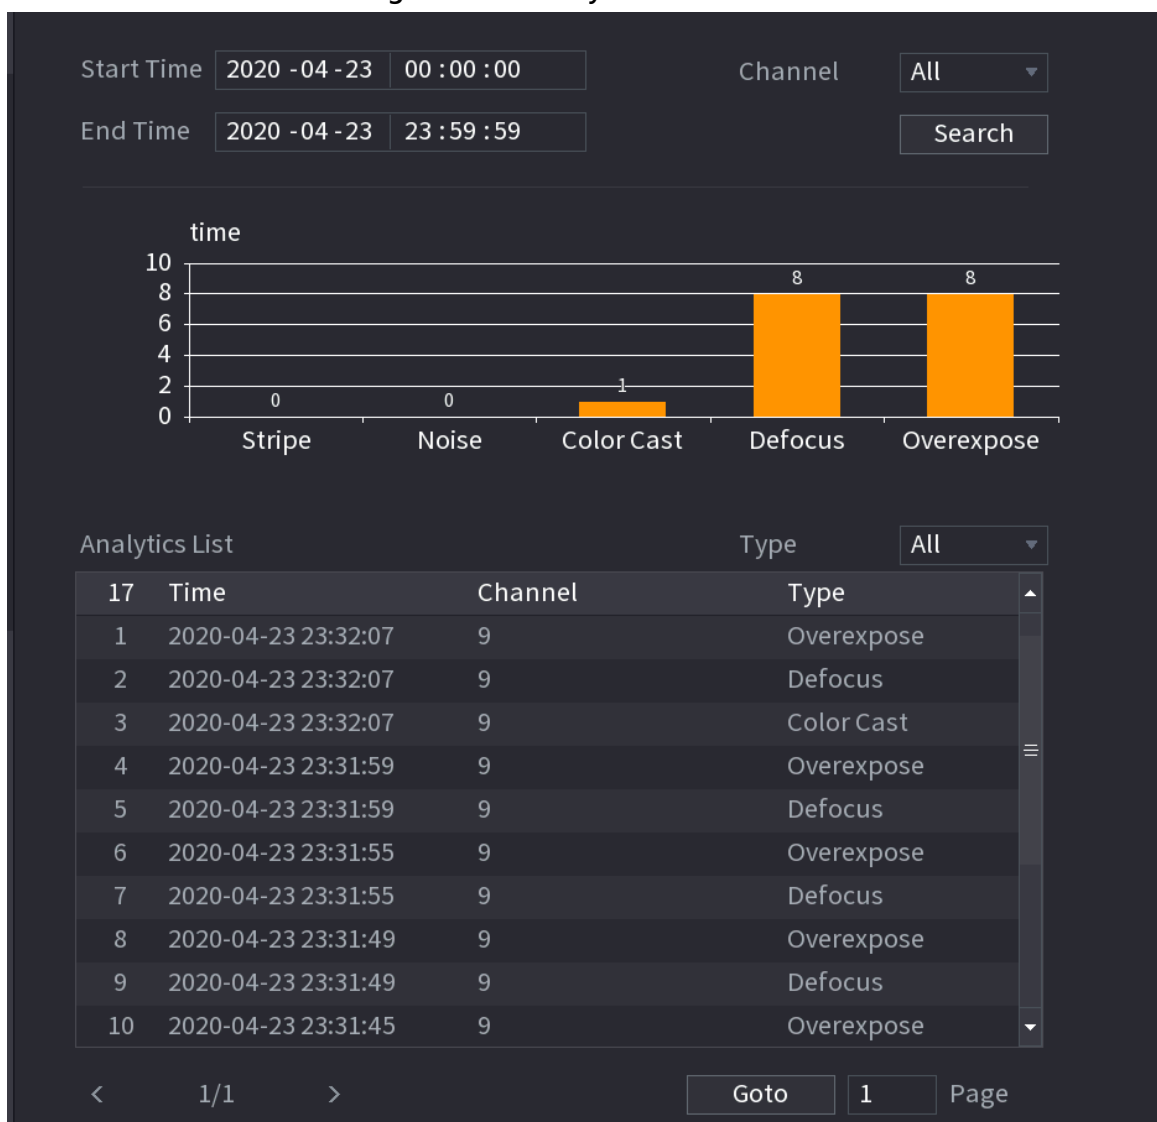 Start Time 2020 -04 -23 00 : 00 : 00 Channel All
End Time 2020 -04 -23 23 : 59 : 59 Search
time
10
8
6
4
2
0
0 0 1 8 8
Stripe Noise Color Cast Defocus Overexpose
Analytics List Type All
17 Time Channel Type
1 2020-04-23 23:32:07 9 Overexpose
2 2020-04-23 23:32:07 9 Defocus
3 2020-04-23 23:32:07 9 Color Cast
4 2020-04-23 23:31:59 9 Overexpose
5 2020-04-23 23:31:59 9 Defocus
6 2020-04-23 23:31:55 9 Overexpose
7 2020-04-23 23:31:55 9 Defocus
8 2020-04-23 23:31:49 9 Overexpose
9 2020-04-23 23:31:49 9 Defocus
10 2020-04-23 23:31:45 9 Overexpose
< 1/1 > Goto 1 Page